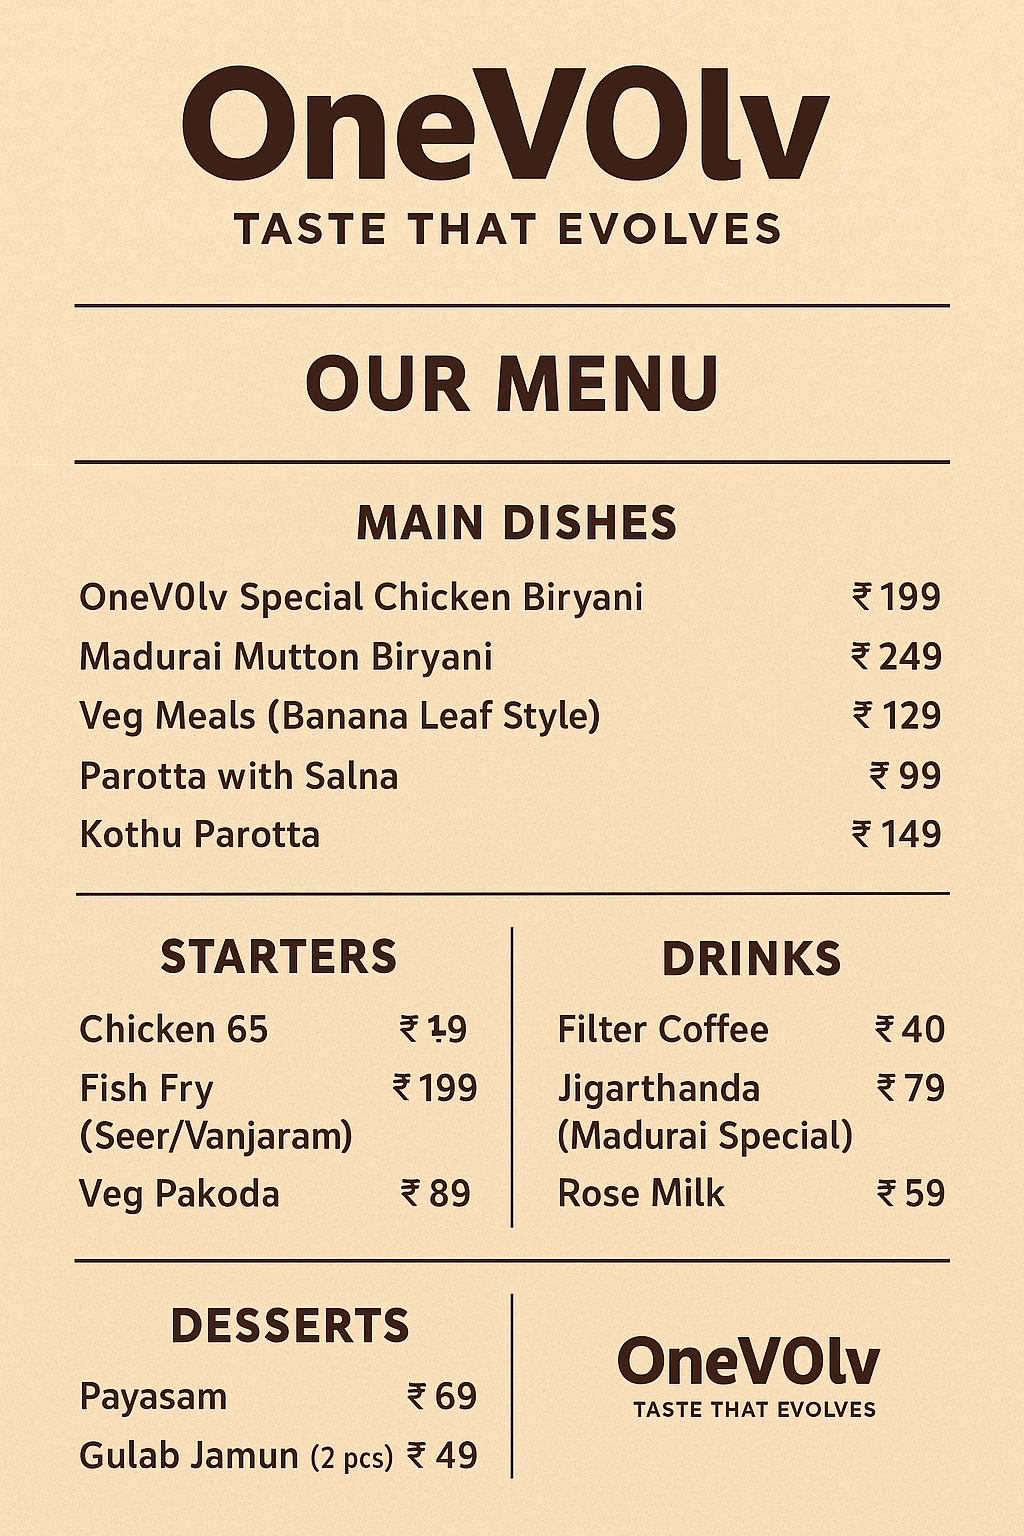 OneV0lv
TASTE THAT EVOLVES
OUR MENU
MAIN DISHES
OneV0lv Special Chicken Biryani ₹ 199
Madurai Mutton Biryani ₹ 249
Veg Meals (Banana Leaf Style) ₹ 129
Parotta with Salna ₹ 99
Kothu Parotta ₹ 149
STARTERS
Chicken 65 ₹
Fish Fry ₹ 199
(Seer/Vanjaram)
Veg Pakoda ₹ 89
DRINKS
Filter Coffee ₹ 40
Jigarthanda ₹ 79
(Madurai Special)
Rose Milk ₹ 59
DESSERTS
Payasam ₹ 69
Gulab Jamun (2 pcs) ₹ 49
OneV0lv
TASTE THAT EVOLVES